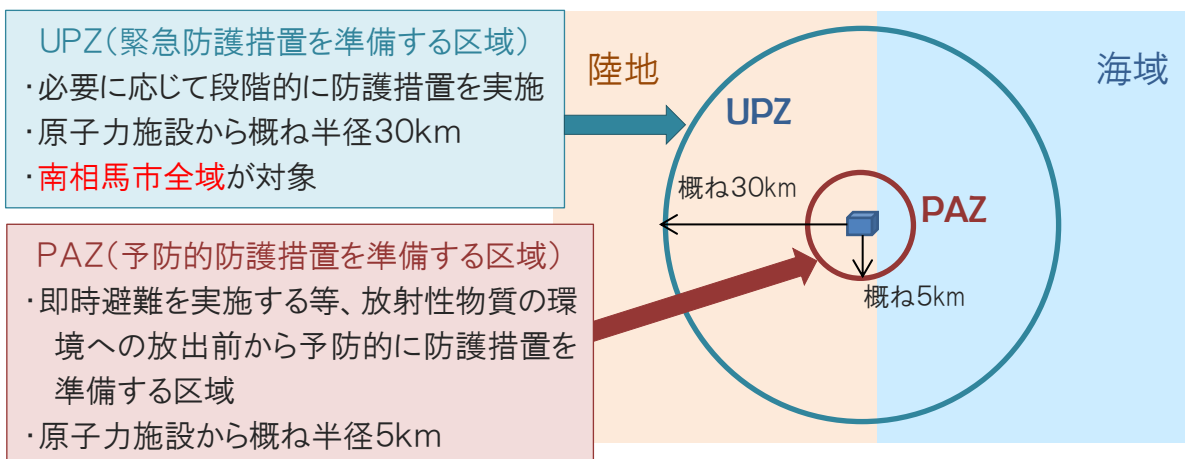 UPZ(緊急防護措置を準備する区域)
・必要に応じて段階的に防護措置を実施
・原子力施設から概ね半径30km
・南相馬市全域が対象
PAZ(予防的防護措置を準備する区域)
・即時避難を実施する等、放射性物質の環
境への放出前から予防的に防護措置を
準備する区域
・原子力施設から概ね半径5km
陸地
海域
UPZ
概ね30km
PAZ
概ね5km